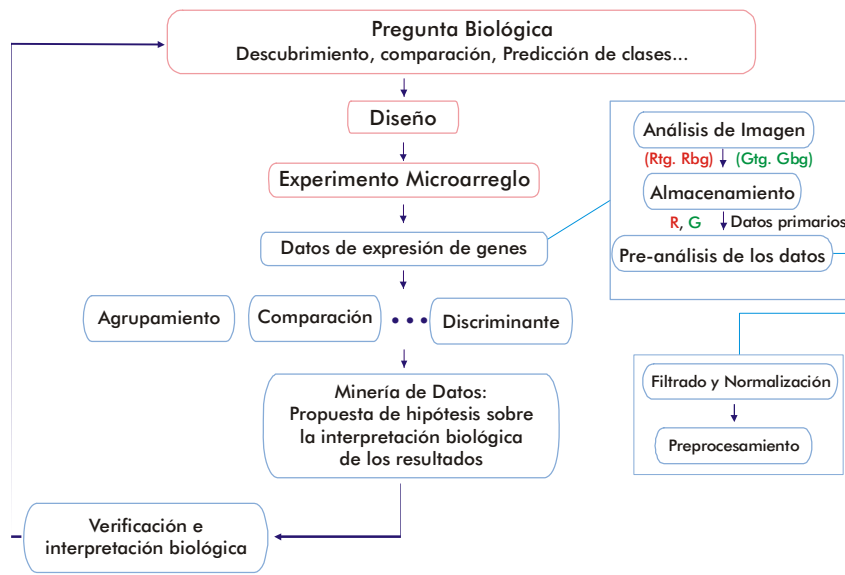 Pregunta Biológica
Descubrimiento, comparación, Predicción de clases...
Diseño
Experimento Microarreglo
Datos de expresión de genes
Agrupamiento
Comparación
Discriminante
Minería de Datos:
Propuesta de hipótesis sobre
la interpretación biológica
de los resultados
Verificación e
interpretación biológica
Análisis de Imagen
(Rtg. Rbg) (Gtg. Gbg)
Almacenamiento
R, G Datos primarios
Pre-análisis de los datos
Filtrado y Normalización
Preprocesamiento